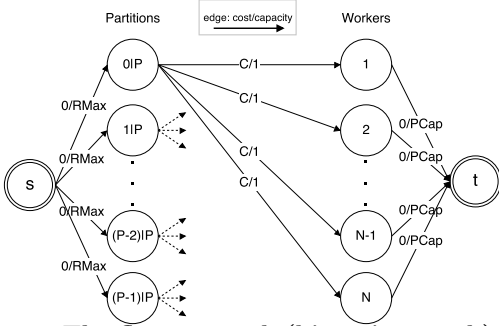 Partitions
edge: cost/capacity
Workers
0|P
C/1
1
0/RMax
C/1
0/PCap
1|P
2
0/RMax
C/1
0/PCap
s
C/1
t
0/RMax
0/PCap
(P-2)|P
N-1
0/RMax
0/PCap
(P-1)|P
N